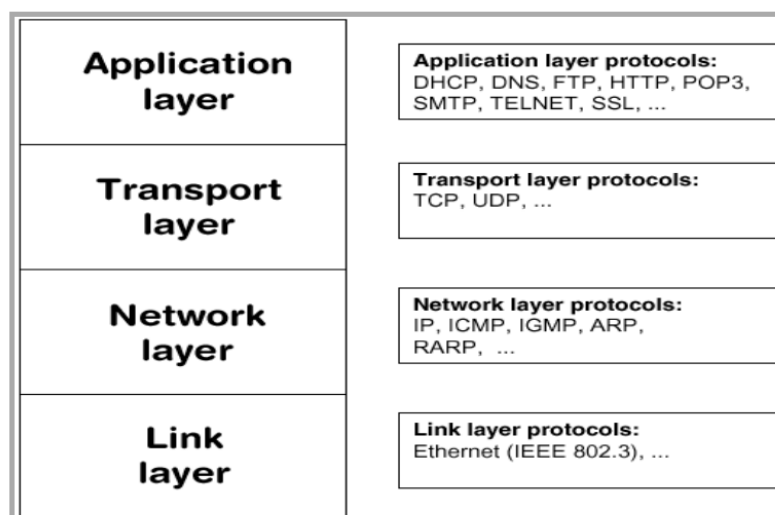 Application
layer
Application layer protocols:
DHCP, DNS, FTP, HTTP, POP3,
SMTP, TELNET, SSL, ...
Transport
layer
Transport layer protocols:
TCP, UDP, ...
Network
layer
Network layer protocols:
IP, ICMP, IGMP, ARP,
RARP,  ...
Link
layer
Link layer protocols:
Ethernet (IEEE 802.3), ...